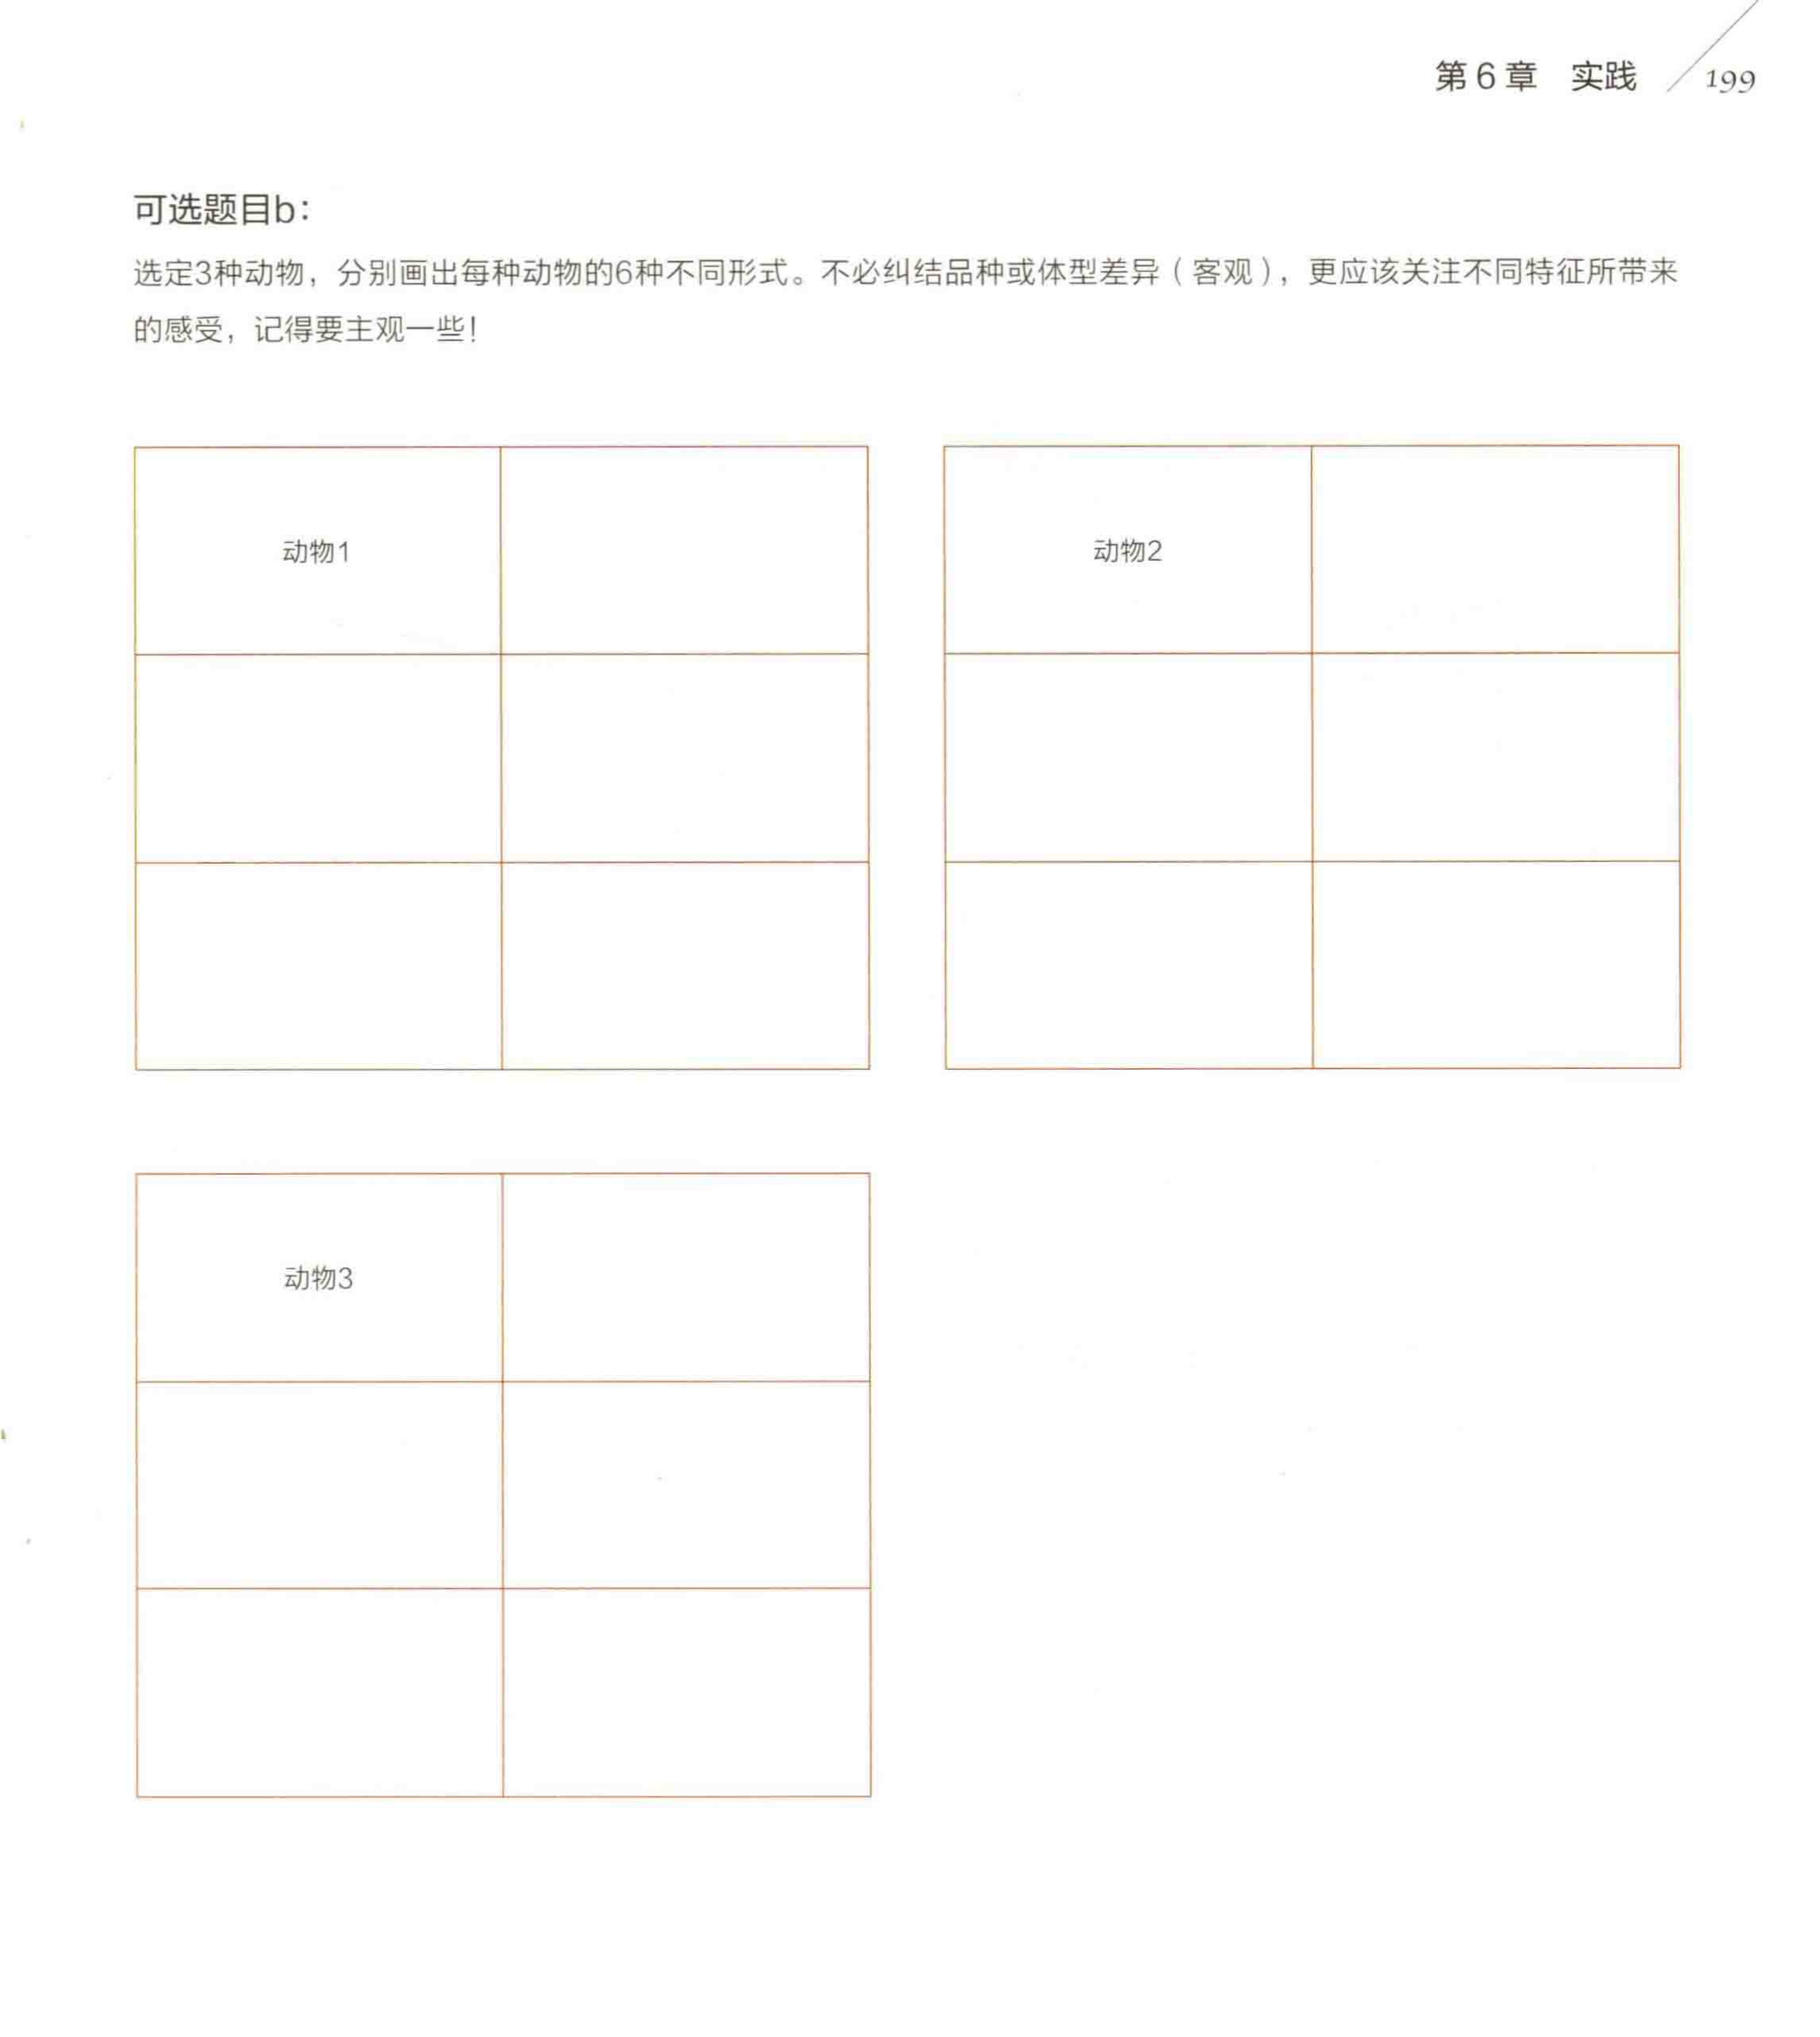 第6章 实践 199
可选题目b：
选定3种动物，分别画出每种动物的6种不同形式。不必纠结品种或体型差异（客观），更应该关注不同特征所带来
的感受，记得要主观一些！
动物1
动物2
动物3